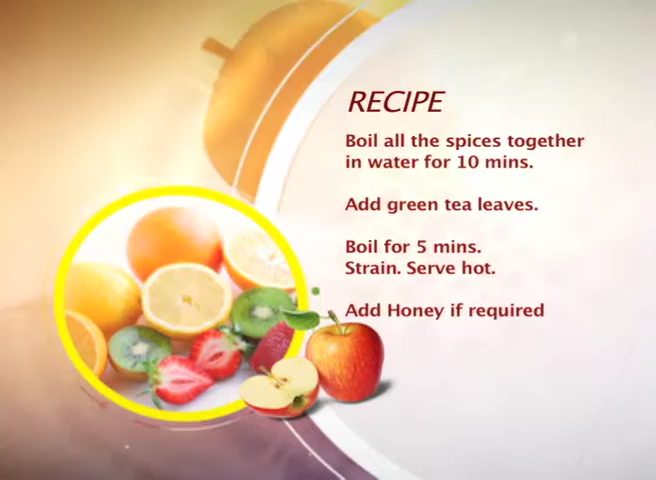 RECIPE
Boil all the spices together
in water for 10 mins.
Add green tea leaves.
Boil for 5 mins.
Strain. Serve hot.
Add Honey if required